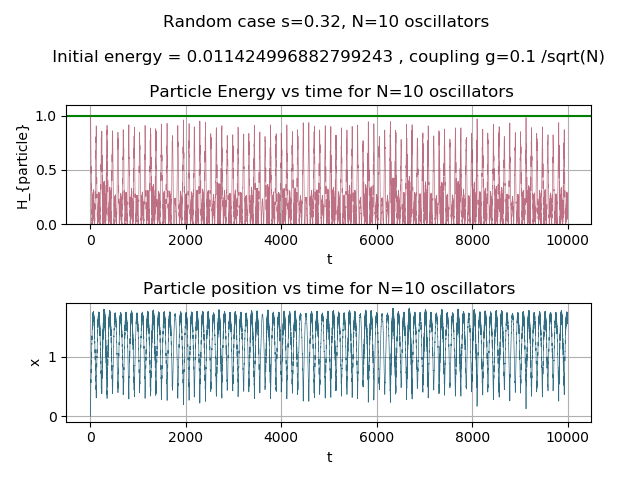 Random case s=0.32, N=10 oscillators
Initial energy = 0.011424996882799243 , coupling g=0.1 /sqrt(N)
Particle Energy vs time for N=10 oscillators
H_{particle}
1.0
0.5
0.0
0 2000 4000 6000 8000 10000
t
Particle position vs time for N=10 oscillators
x
1
0
0 2000 4000 6000 8000 10000
t